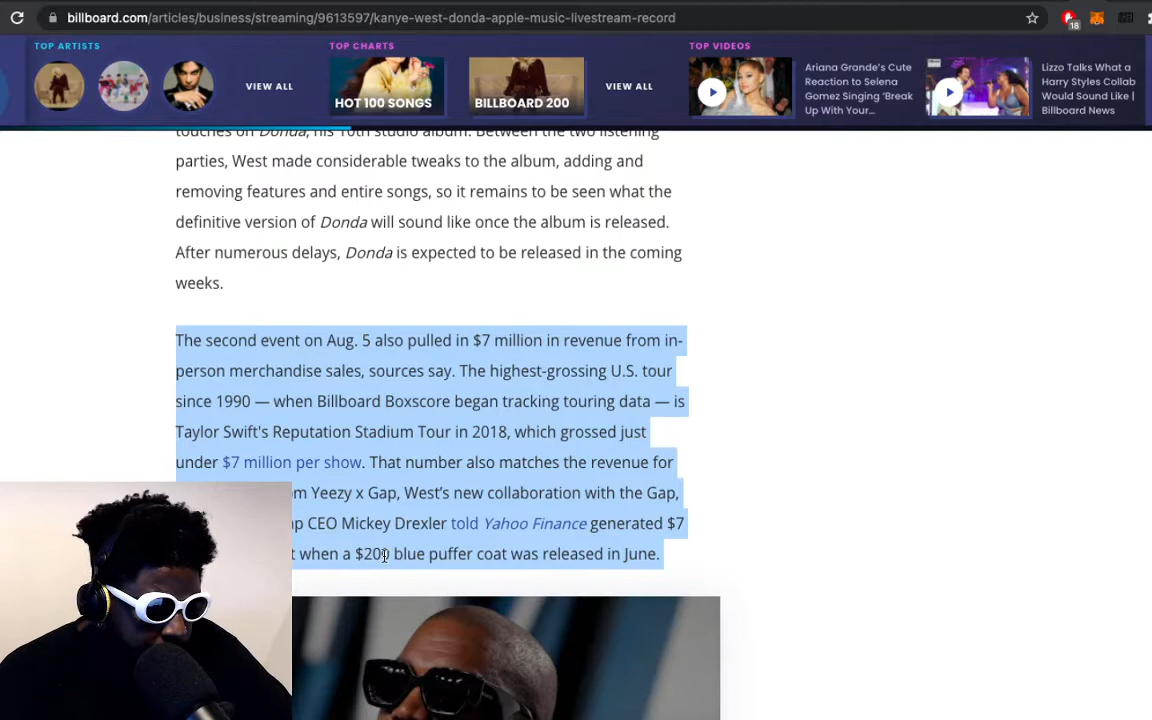 billboard.com/articles/business/streaming/9613597/kanye-west-donda-apple-music-livestream-record
18
TOP ARTISTS
VIEW ALL
TOP CHARTS
HOT 100 SONGS
BILLBOARD 200
VIEW ALL
TOP VIDEOS
Ariana Grande's Cute
Reaction to Selena
Gomez Singing 'Break
Up With Your...
Lizzo Talks What a
Harry Styles Collab
Would Sound Like |
Billboard News
touches on Donda, his 10th studio album. Between the two listening
parties, West made considerable tweaks to the album, adding and
removing features and entire songs, so it remains to be seen what the
definitive version of Donda will sound like once the album is released.
After numerous delays, Donda is expected to be released in the coming
weeks.
The second event on Aug. 5 also pulled in $7 million in revenue from in-
person merchandise sales, sources say. The highest-grossing U.S. tour
since 1990 — when Billboard Boxscore began tracking touring data — is
Taylor Swift's Reputation Stadium Tour in 2018, which grossed just
under $7 million per show. That number also matches the revenue for
m Yeezy x Gap, West's new collaboration with the Gap,
p CEO Mickey Drexler told Yahoo Finance generated $7
t when a $200 blue puffer coat was released in June.